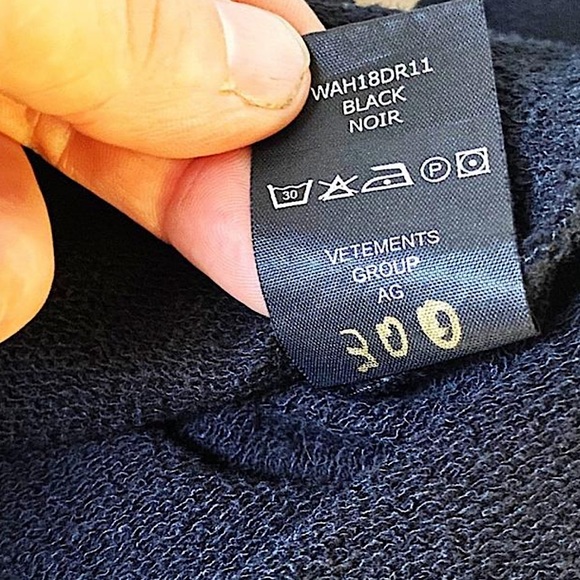 WAH18DR11
BLACK
NOIR
30 P
VETEMENTS
GROUP
AG
300